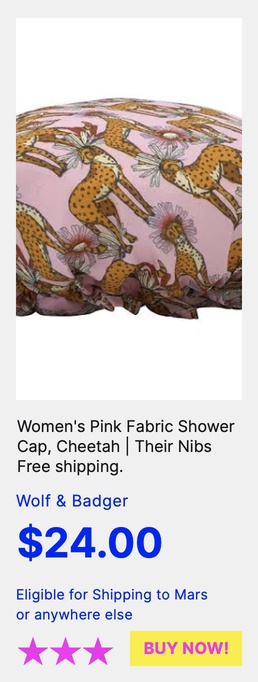 Women's Pink Fabric Shower
Cap, Cheetah | Their Nibs
Free shipping.
Wolf & Badger
$24.00
Eligible for Shipping to Mars
or anywhere else
BUY NOW!